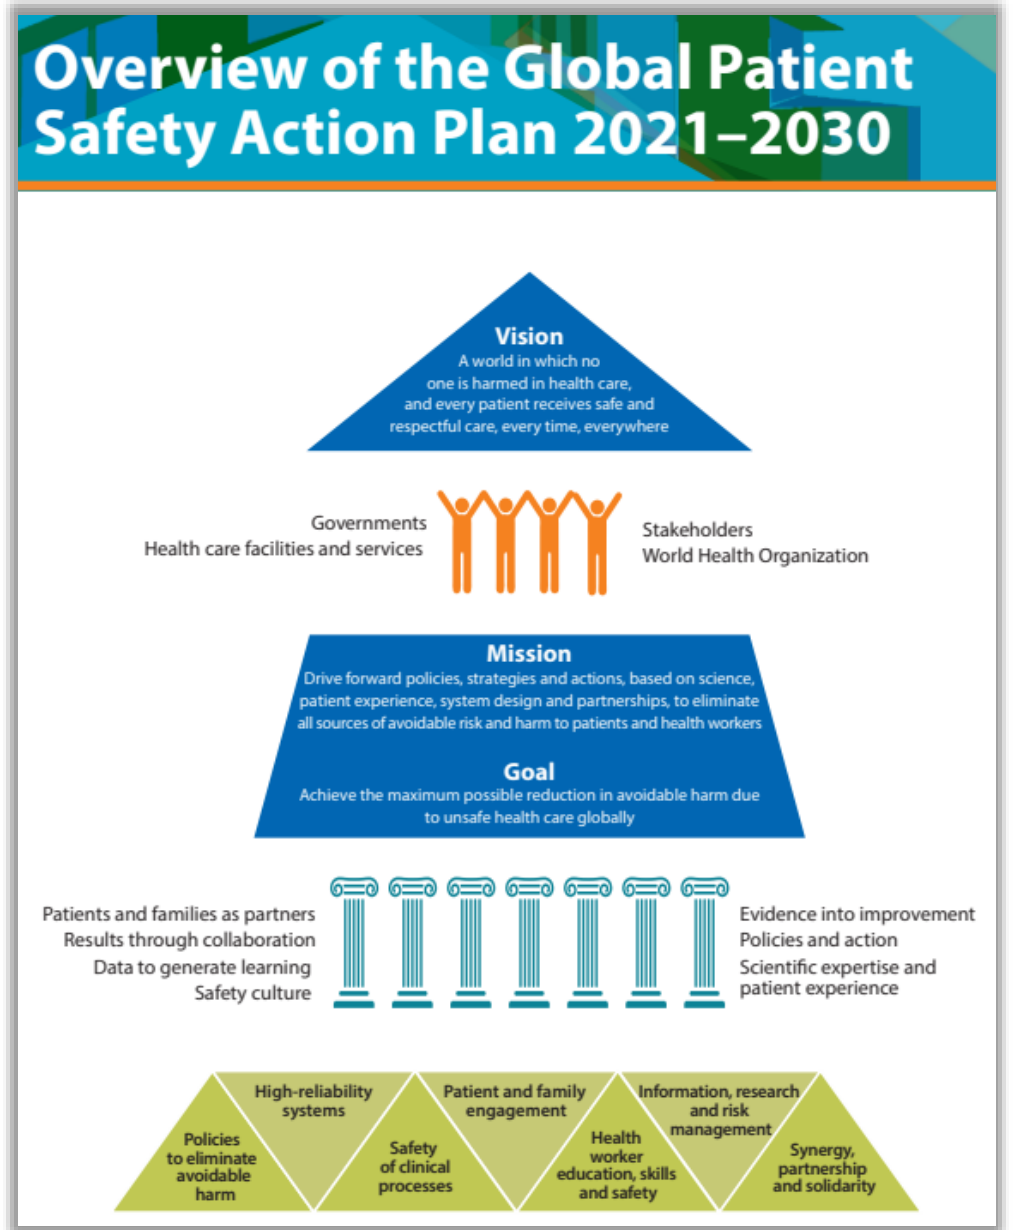 Overview of the Global Patient
Safety Action Plan 2021–2030
Vision
A world in which no
one is harmed in health care,
and every patient receives safe and
respectful care, every time, everywhere
Governments
Health care facilities and services
Stakeholders
World Health Organization
Mission
Drive forward policies, strategies and actions, based on science,
patient experience, system design and partnerships, to eliminate
all sources of avoidable risk and harm to patients and health workers
Goal
Achieve the maximum possible reduction in avoidable harm due
to unsafe health care globally
Patients and families as partners
Results through collaboration
Data to generate learning
Safety culture
Evidence into improvement
Policies and action
Scientific expertise and
patient experience
Policies
to eliminate
avoidable
harm
High-reliability
systems
Safety
of clinical
processes
Patient and family
engagement
Health
worker
education, skills
and safety
Information, research
and risk
management
Synergy,
partnership
and solidarity